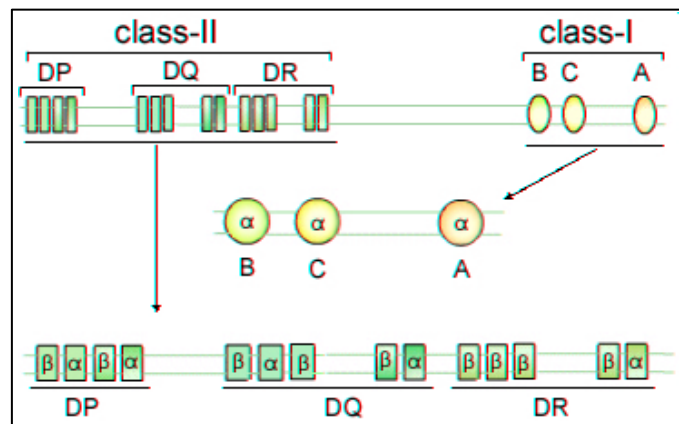 class-II class-I
DP DQ DR B C A
α α α
B C A
β α β α β α β β α β β β β α
DP DQ DR